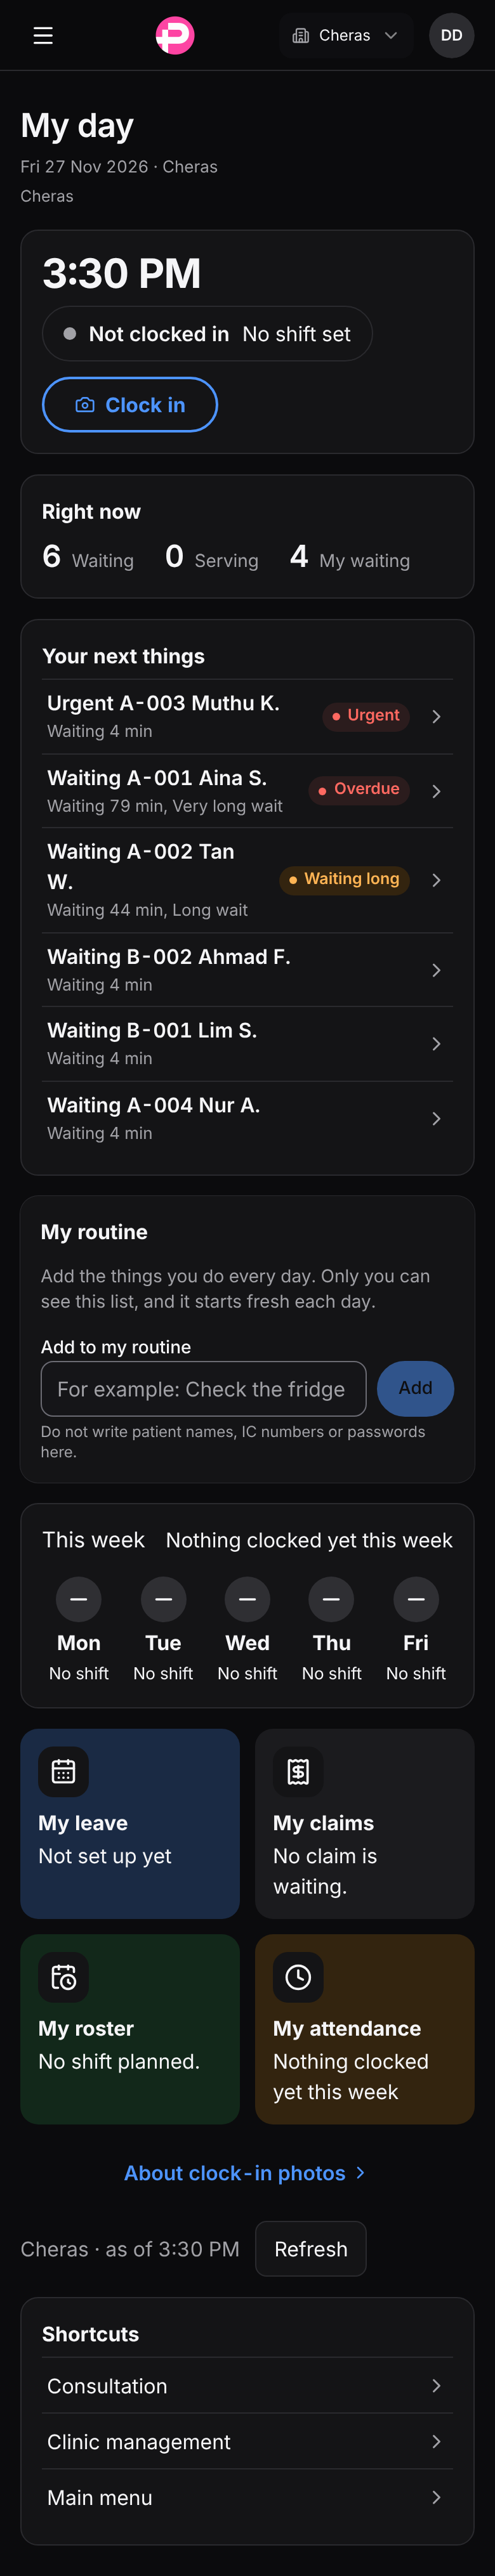 Cheras
DD
My day
Fri 27 Nov 2026 · Cheras
Cheras
3:30 PM
Not clocked in No shift set
Clock in
Right now
6 Waiting 0 Serving 4 My waiting
Your next things
Urgent A-003 Muthu K.
Waiting 4 min
Urgent
Waiting A-001 Aina S.
Waiting 79 min, Very long wait
Overdue
Waiting A-002 Tan
W.
Waiting 44 min, Long wait
Waiting long
Waiting B-002 Ahmad F.
Waiting 4 min
Waiting B-001 Lim S.
Waiting 4 min
Waiting A-004 Nur A.
Waiting 4 min
My routine
Add the things you do every day. Only you can
see this list, and it starts fresh each day.
Add to my routine
For example: Check the fridge
Add
Do not write patient names, IC numbers or passwords
here.
This week Nothing clocked yet this week
Mon Tue Wed Thu Fri
No shift No shift No shift No shift No shift
My leave
Not set up yet
My claims
No claim is
waiting.
My roster
No shift planned.
My attendance
Nothing clocked
yet this week
About clock-in photos
Cheras · as of 3:30 PM
Refresh
Shortcuts
Consultation
Clinic management
Main menu